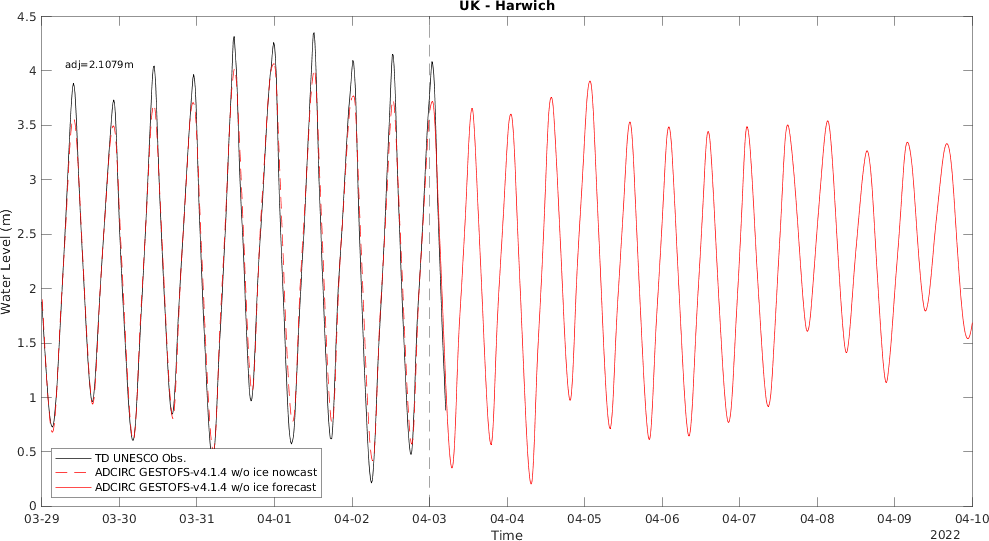 UK - Harwich
4.5
4
3.5
3
2.5
2
1.5
1
0.5
0
Water Level (m)
adj=2.1079m
TD UNESCO Obs.
ADCIRC GESTOFS-v4.1.4 w/o ice nowcast
ADCIRC GESTOFS-v4.1.4 w/o ice forecast
03-29 03-30 03-31 04-01 04-02 04-03 04-04 04-05 04-06 04-07 04-08 04-09 04-10
Time
2022